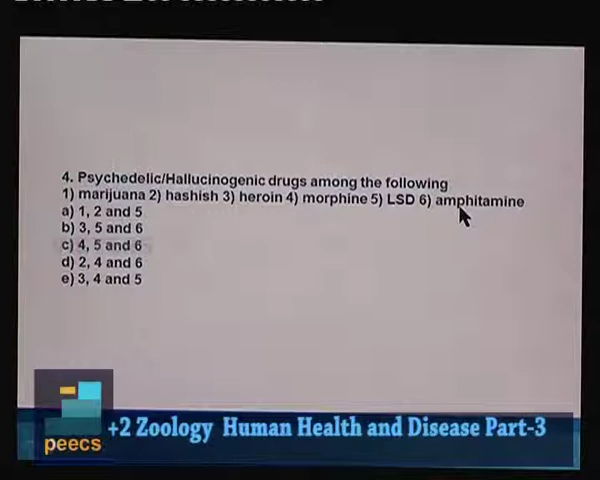 4. Psychedelic/Hallucinogenic drugs among the following
1) marijuana 2) hashish 3) heroin 4) morphine 5) LSD 6) amphitamine
a) 1, 2 and 5
b) 3, 5 and 6
c) 4, 5 and 6
d) 2, 4 and 6
e) 3, 4 and 5
peecs
+2 Zoology Human Health and Disease Part-3